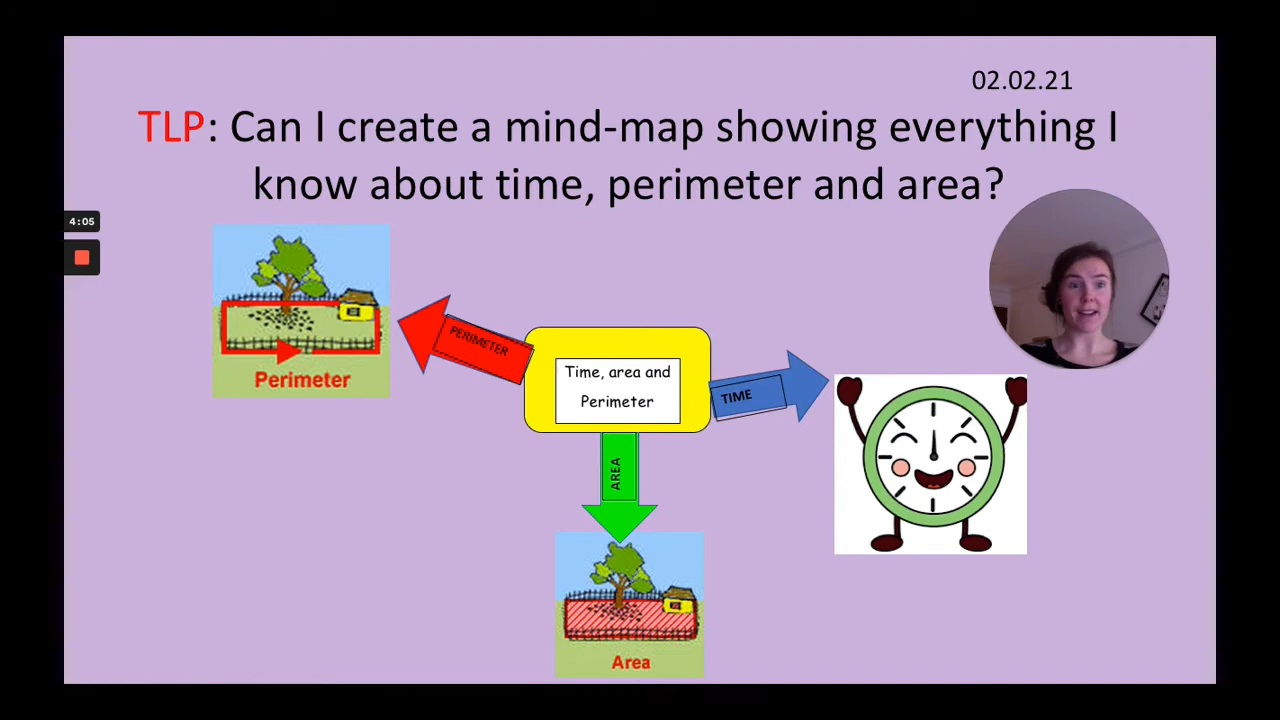 02.02.21
TLP: Can I create a mind-map showing everything I
know about time, perimeter and area?
4:05
PERIMETER
Perimeter
Time, area and
Perimeter
TIME
AREA
Area